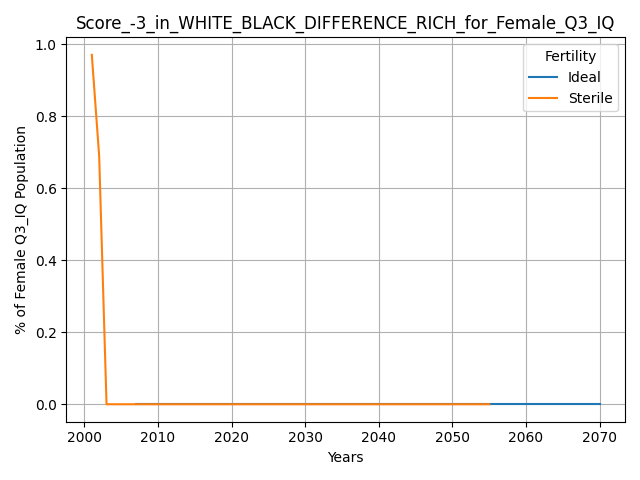 Score_-3_in_WHITE_BLACK_DIFFERENCE_RICH_for_Female_Q3_IQ
Fertility
Ideal
Sterile
% of Female Q3_IQ Population
1.0
0.8
0.6
0.4
0.2
0.0
2000 2010 2020 2030 2040 2050 2060 2070
Years